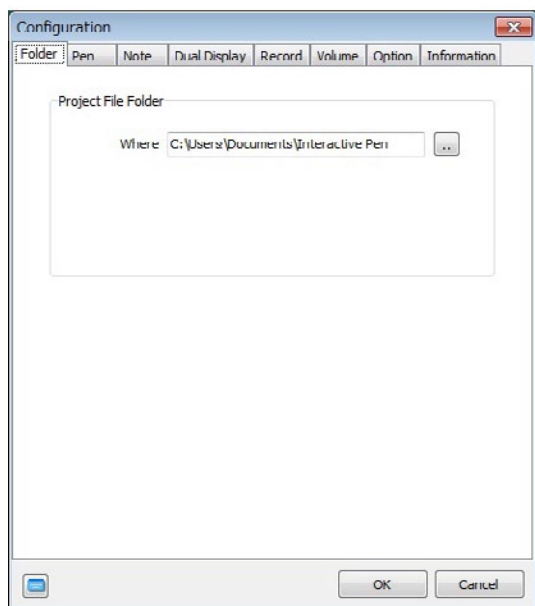 Configuration
Folder Pen Note Dual Display Record Volume Option Information
Project File Folder
Where C:\Users\Documents\Interactive Pen ..
OK Cancel